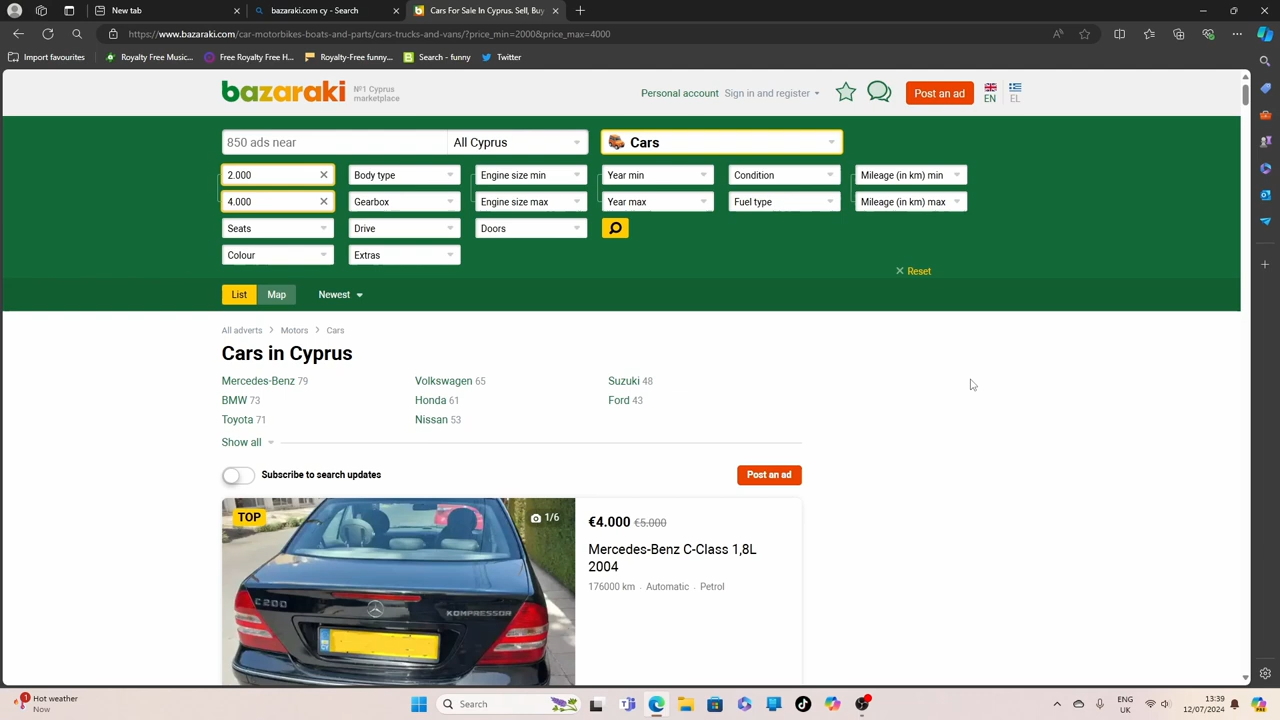 New tab
Cars For Sale in Cyprus. Sell, Buy
https://www.bazaraki.com/car-motorbikes-boats-and-parts/cars-trucks-and-vans/?price_min=2000&price_max=4000
Import favourites
Royalty Free Music...
Free Royalty Free H...
Royalty-Free funny...
Search - funny
Twitter
bazaraki
№1 Cyprus
marketplace
Personal account Sign in and register
Post an ad
EN
EL
850 ads near
All Cyprus
Cars
2.000
Body type
Engine size min
Year min
Condition
Mileage (in km) min
4.000
Gearbox
Engine size max
Year max
Fuel type
Mileage (in km) max
Seats
Drive
Doors
Colour
Extras
Reset
List
Map
Newest
All adverts > Motors > Cars
Cars in Cyprus
Mercedes-Benz 79
Volkswagen 65
Suzuki 48
BMW 73
Honda 61
Ford 43
Toyota 71
Nissan 53
Show all
Subscribe to search updates
Post an ad
TOP
1/6
€4.000 €5.000
Mercedes-Benz C-Class 1,8L
2004
176000 km . Automatic . Petrol
C200
KOMPRESSOR
1
Hot weather
Now
Search
ENG
UK
13:39
12/07/2024